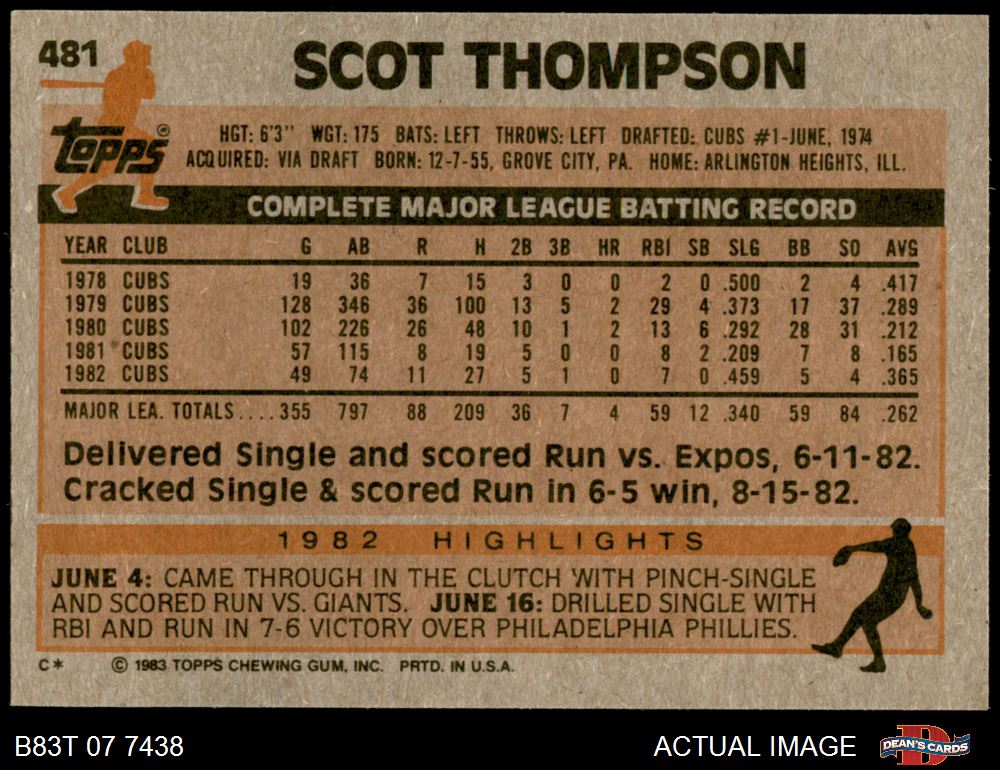 481 SCOT THOMPSON
Topps®
HGT: 6'3" WGT: 175 BATS: LEFT THROWS: LEFT DRAFTED: CUBS #1-JUNE, 1974
ACQUIRED: VIA DRAFT BORN: 12-7-55, GROVE CITY, PA. HOME: ARLINGTON HEIGHTS, ILL.
COMPLETE MAJOR LEAGUE BATTING RECORD
YEAR CLUB G AB R H 2B 3B HR RBI SB SLG BB SO AVG
1978 CUBS 19 36 7 15 3 0 0 2 0 .500 2 4 .417
1979 CUBS 128 346 36 100 13 5 2 29 4 .373 17 37 .289
1980 CUBS 102 226 26 48 10 1 2 13 6 .292 28 31 .212
1981 CUBS 57 115 8 19 5 0 0 8 2 .209 7 8 .165
1982 CUBS 49 74 11 27 5 1 0 7 0 .459 5 4 .365
MAJOR LEA. TOTALS....355 797 88 209 36 7 4 59 12 .340 59 84 .262
Delivered Single and scored Run vs. Expos, 6-11-82.
Cracked Single & scored Run in 6-5 win, 8-15-82.
1982 HIGHLIGHTS
JUNE 4: CAME THROUGH IN THE CLUTCH WITH PINCH-SINGLE
AND SCORED RUN VS. GIANTS. JUNE 16: DRILLED SINGLE WITH
RBI AND RUN IN 7-6 VICTORY OVER PHILADELPHIA PHILLIES.
C* © 1983 TOPPS CHEWING GUM, INC. PRTD. IN U.S.A.
B83T 07 7438 ACTUAL IMAGE D DEAN'S CARDS